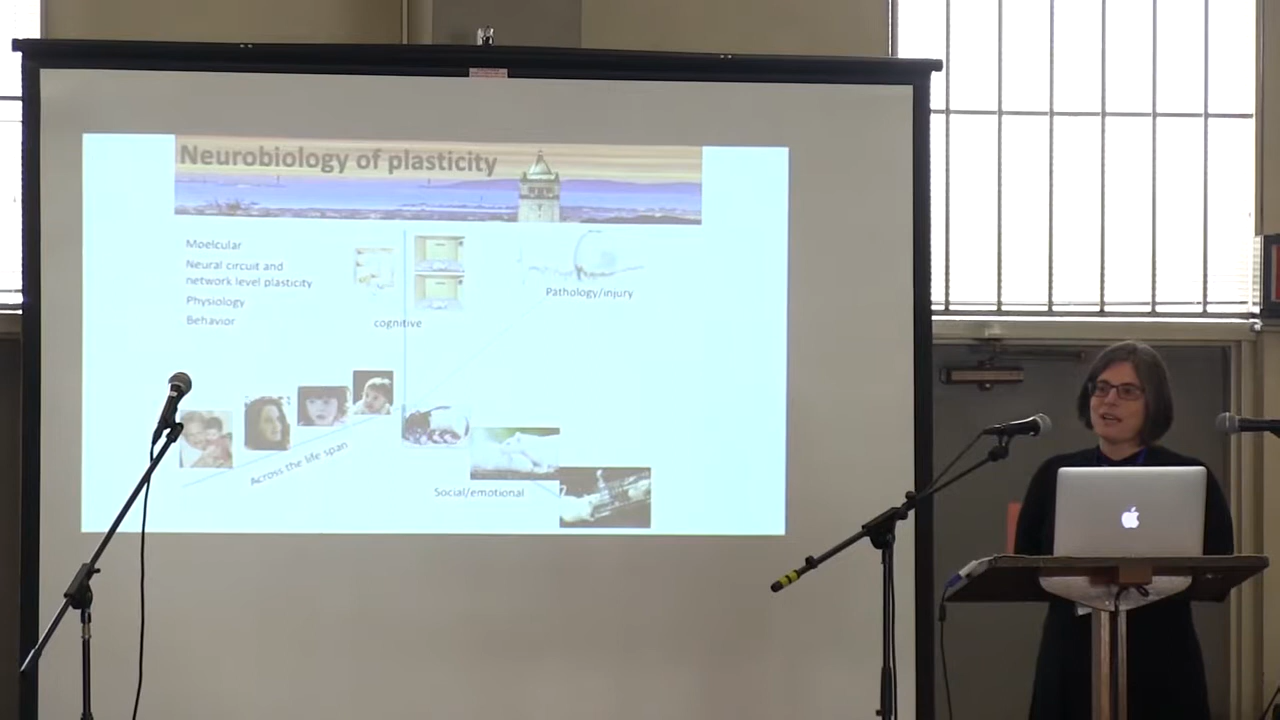 Neurobiology of plasticity
Moelcular
Neural circuit and
network level plasticity
Physiology
Behavior
cognitive
Pathology/injury
Across the life span
Social/emotional